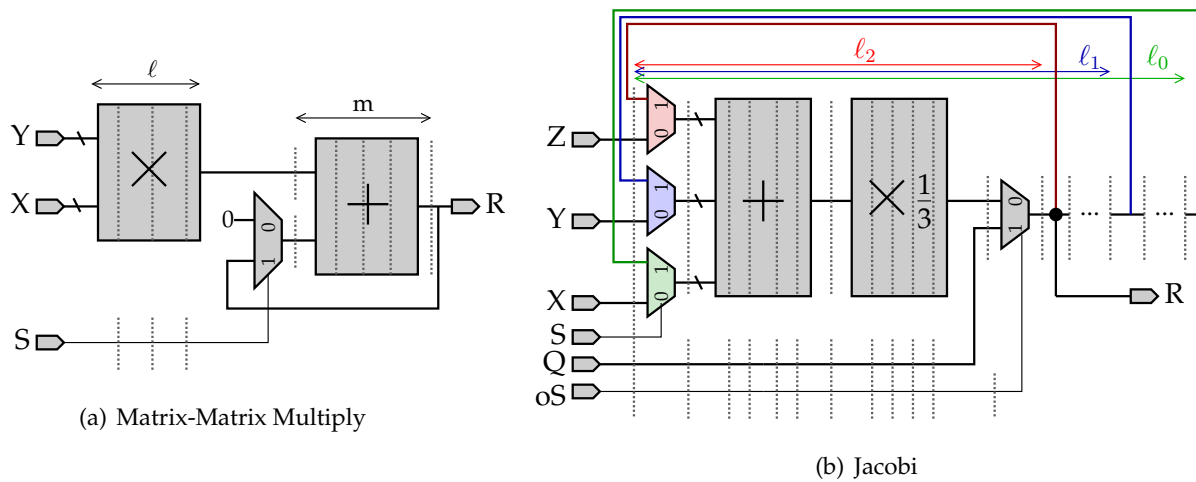 ℓ
m
Y
X
×
+
0
0
1
R
S
(a) Matrix-Matrix Multiply
ℓ₂
ℓ₁
ℓ₀
Z
1
0
Y
1
0
X
1
0
+
× 1/3
0
1
... ...
R
S
Q
oS
(b) Jacobi